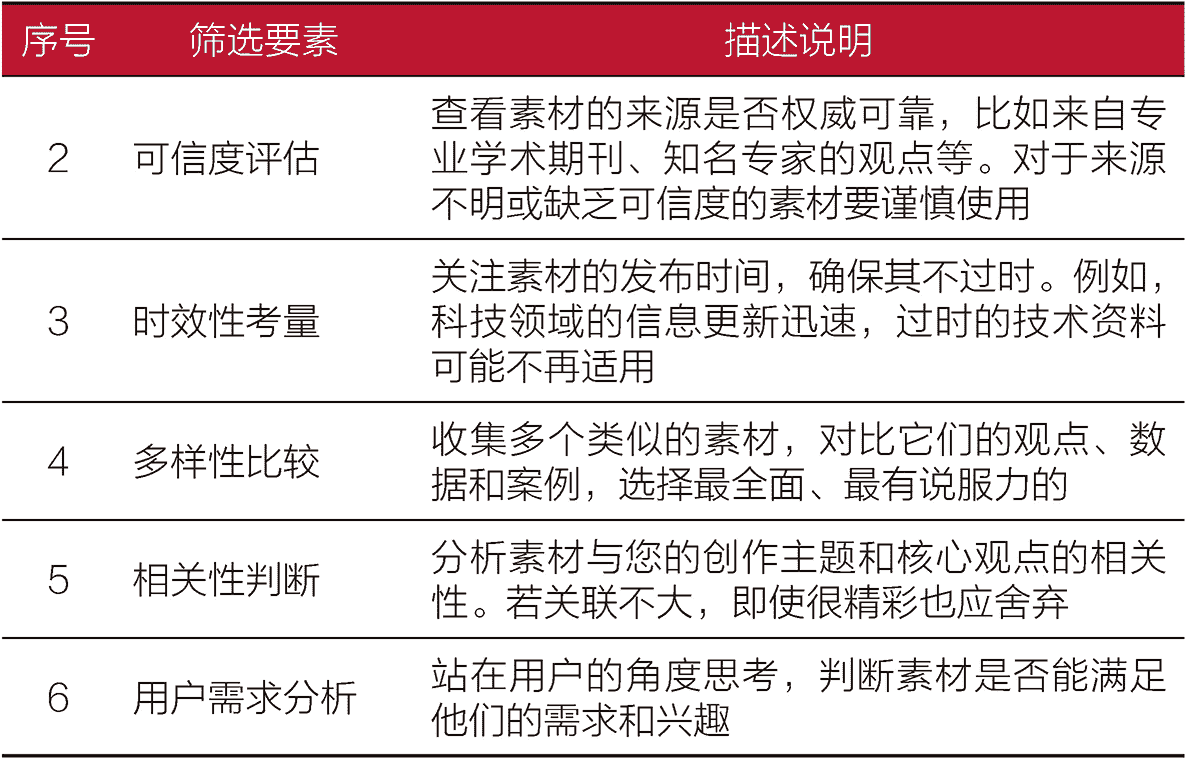 序号 筛选要素 描述说明
2 可信度评估 查看素材的来源是否权威可靠，比如来自专
业学术期刊、知名专家的观点等。对于来源
不明或缺乏可信度的素材要谨慎使用
3 时效性考量 关注素材的发布时间，确保其不过时。例如，
科技领域的信息更新迅速，过时的技术资料
可能不再适用
4 多样性比较 收集多个类似的素材，对比它们的观点、数
据和案例，选择最全面、最有说服力的
5 相关性判断 分析素材与您的创作主题和核心观点的相关
性。若关联不大，即使很精彩也应舍弃
6 用户需求分析 站在用户的角度思考，判断素材是否能满足
他们的需求和兴趣